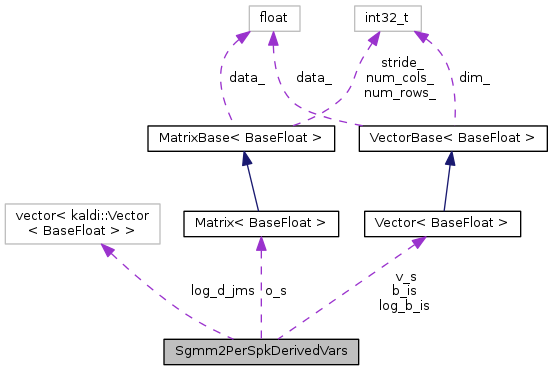 float
int32_t
data_
data_
stride_
num_cols_
num_rows_
dim_
MatrixBase< BaseFloat >
VectorBase< BaseFloat >
vector< kaldi::Vector
< BaseFloat > >
Matrix< BaseFloat >
Vector< BaseFloat >
log_d_jms
o_s
v_s
b_is
log_b_is
Sgmm2PerSpkDerivedVars